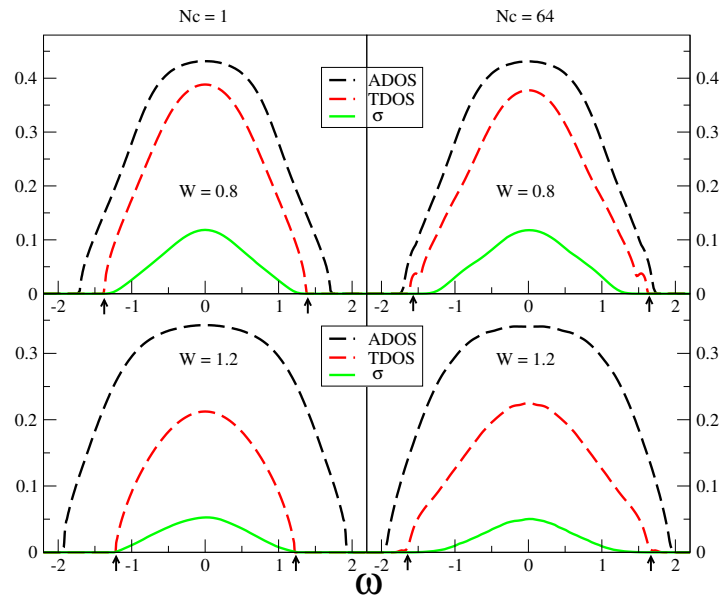 Nc = 1
Nc = 64
0.4
0.3
0.2
0.1
0
ADOS
TDOS
σ
W = 0.8
ADOS
TDOS
σ
W = 0.8
0.4
0.3
0.2
0.1
0
-2 -1 0 1 2
-2 -1 0 1 2
0.3
0.2
0.1
0
W = 1.2
ADOS
TDOS
σ
W = 1.2
0.3
0.2
0.1
0
-2 -1 0 1 2
-2 -1 0 1 2
ω